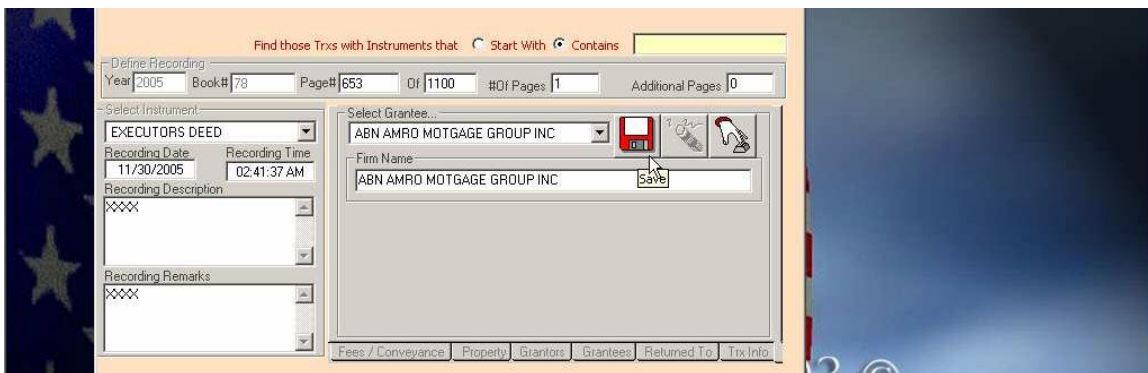 Find those Trxs with Instruments that Start With Contains
Define Recording
Year 2005 Book# 78 Page# 653 Of 1100 #Of Pages 1 Additional Pages 0
Select Instrument
EXECUTORS DEED
Recording Date Recording Time
11/30/2005 02:41:37 AM
Recording Description
XXXX
Recording Remarks
XXXX
Select Grantee...
ABN AMRO MOTGAGE GROUP INC
Firm Name
ABN AMRO MOTGAGE GROUP INC
Save
Fees / Conveyance Property Grantors Grantees Returned To Trx Info